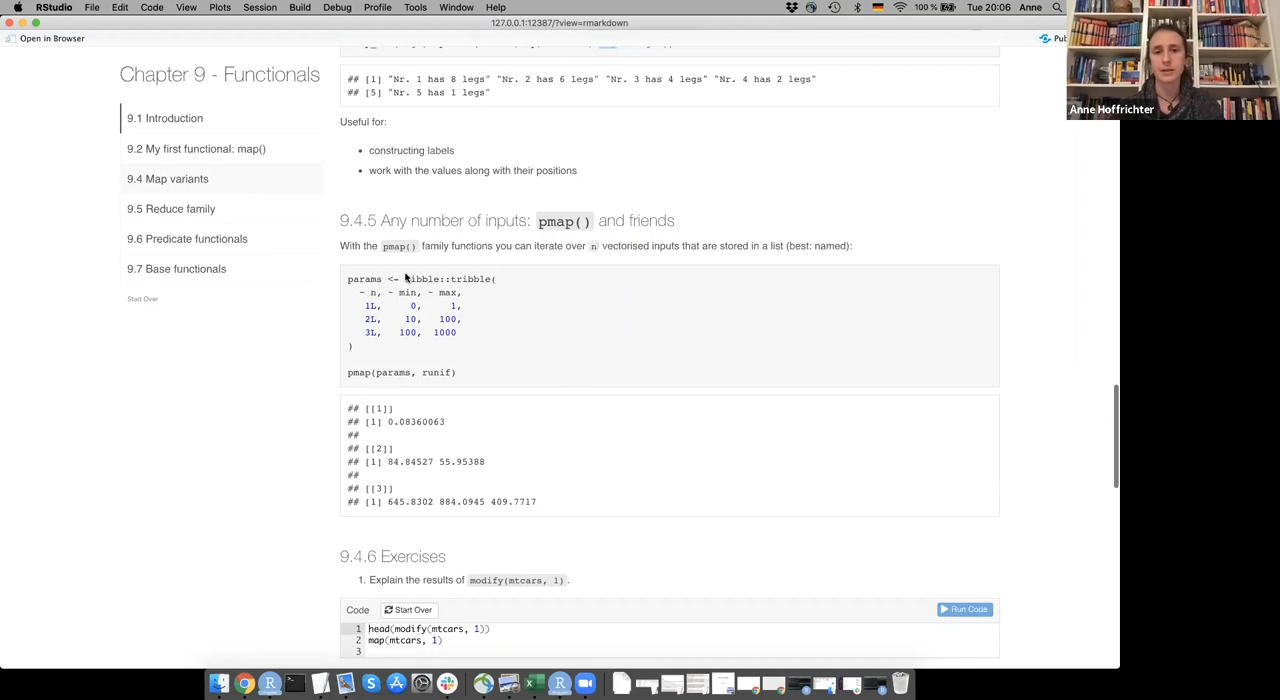 RStudio File Edit Code View Plots Session Build Debug Profile Tools Window Help 100 % Tue 20:06 Anne
127.0.0.1:12387/?view=rmarkdown
Open in Browser
Chapter 9 - Functionals
9.1 Introduction
9.2 My first functional: map()
9.4 Map variants
9.5 Reduce family
9.6 Predicate functionals
9.7 Base functionals
Start Over
## [1] "Nr. 1 has 8 legs" "Nr. 2 has 6 legs" "Nr. 3 has 4 legs" "Nr. 4 has 2 legs"
## [5] "Nr. 5 has 1 legs"
Useful for:
constructing labels
work with the values along with their positions
9.4.5 Any number of inputs: pmap() and friends
With the pmap() family functions you can iterate over n vectorised inputs that are stored in a list (best: named):
params <- tibble::tribble(
~ n, ~ min, ~ max,
1L, 0, 1,
2L, 10, 100,
3L, 100, 1000
)
pmap(params, runif)
## [[1]]
## [1] 0.08360063
##
## [[2]]
## [1] 84.84527 55.95388
##
## [[3]]
## [1] 645.8302 884.0945 409.7717
9.4.6 Exercises
1. Explain the results of modify(mtcars, 1).
Code Start Over Run Code
1 head(modify(mtcars, 1))
2 map(mtcars, 1)
3
Anne Hoffrichter